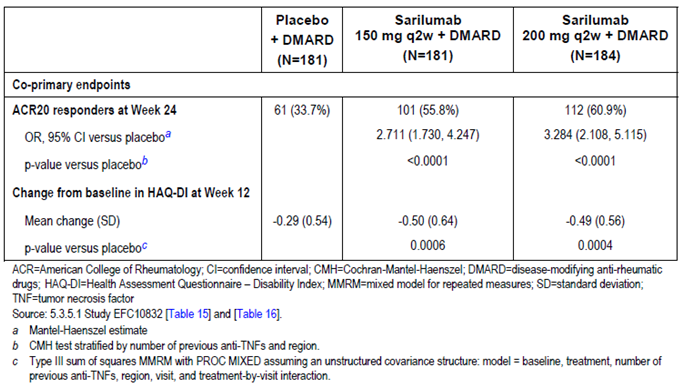 Placebo + DMARD (N=181) Sarilumab 150 mg q2w + DMARD (N=181) Sarilumab 200 mg q2w + DMARD (N=184)
Co-primary endpoints
ACR20 responders at Week 24 61 (33.7%) 101 (55.8%) 112 (60.9%)
OR, 95% CI versus placebo a 2.711 (1.730, 4.247) 3.284 (2.108, 5.115)
p-value versus placebo b <0.0001 <0.0001
Change from baseline in HAQ-DI at Week 12
Mean change (SD) -0.29 (0.54) -0.50 (0.64) -0.49 (0.56)
p-value versus placebo c 0.0006 0.0004
ACR=American College of Rheumatology; CI=confidence interval; CMH=Cochran-Mantel-Haenszel; DMARD=disease-modifying anti-rheumatic
drugs; HAQ-DI=Health Assessment Questionnaire – Disability Index; MMRM=mixed model for repeated measures; SD=standard deviation;
TNF=tumor necrosis factor
Source: 5.3.5.1 Study EFC10832 [Table 15] and [Table 16].
a Mantel-Haenszel estimate
b CMH test stratified by number of previous anti-TNFs and region.
c Type III sum of squares MMRM with PROC MIXED assuming an unstructured covariance structure: model = baseline, treatment, number of
previous anti-TNFs, region, visit, and treatment-by-visit interaction.